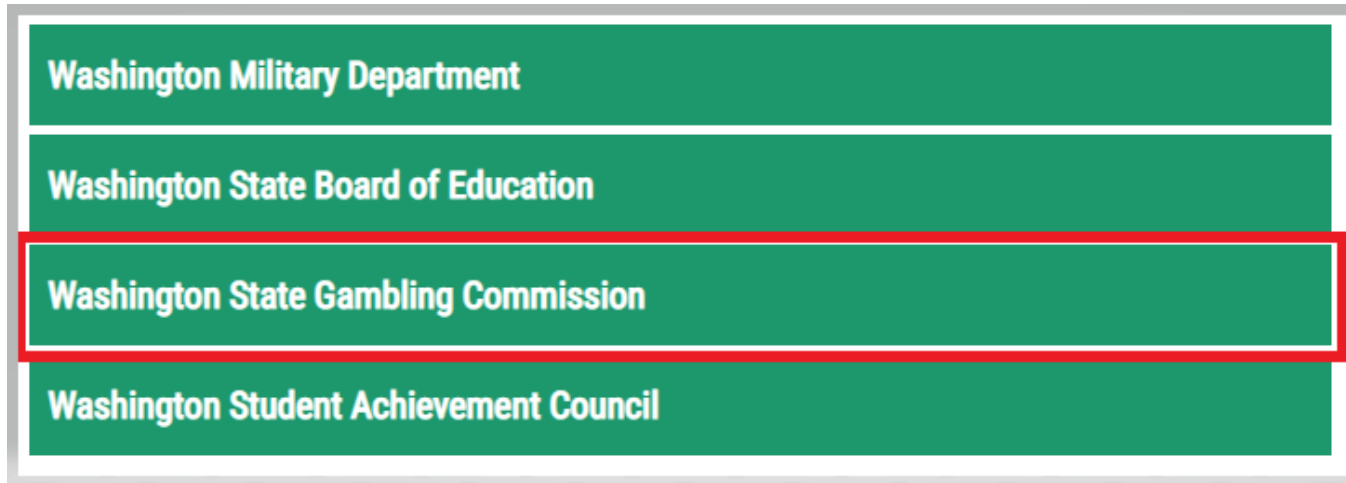 Washington Military Department
Washington State Board of Education
Washington State Gambling Commission
Washington Student Achievement Council